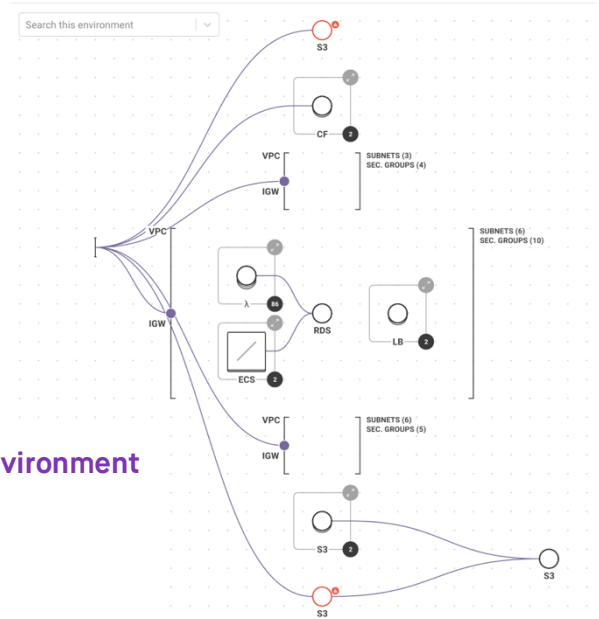 Search this environment
S3
CF
2
VPC
SUBNETS (3)
SEC. GROUPS (4)
IGW
VPC
SUBNETS (6)
SEC. GROUPS (10)
λ
86
RDS
IGW
LB
2
ECS
2
VPC
SUBNETS (6)
SEC. GROUPS (5)
IGW
vironment
S3
2
S3
S3